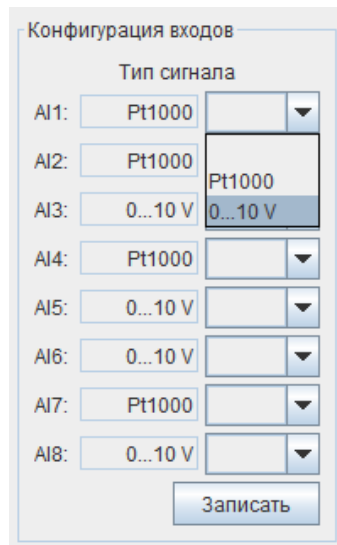 Конфигурация входов
Тип сигнала
AI1: Pt1000
AI2: Pt1000
Pt1000
AI3: 0...10 V 0...10 V
AI4: Pt1000
AI5: 0...10 V
AI6: 0...10 V
AI7: Pt1000
AI8: 0...10 V
Записать